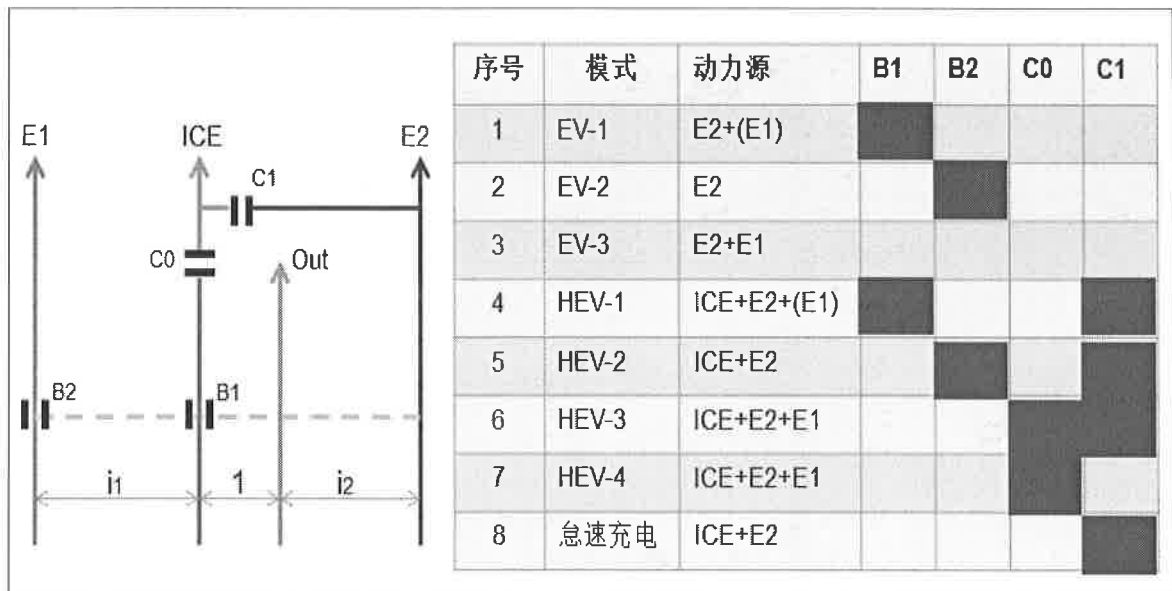 E1 ICE E2
C1
C0 Out
B2 B1
i1 1 i2
序号 模式 动力源 B1 B2 C0 C1
1 EV-1 E2+(E1)
2 EV-2 E2
3 EV-3 E2+E1
4 HEV-1 ICE+E2+(E1)
5 HEV-2 ICE+E2
6 HEV-3 ICE+E2+E1
7 HEV-4 ICE+E2+E1
8 怠速充电 ICE+E2